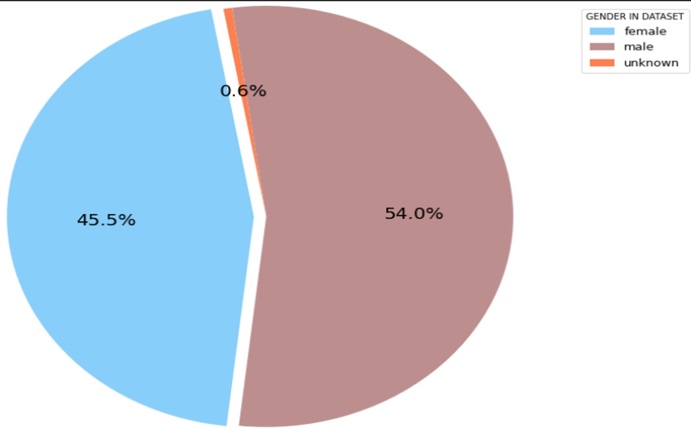 GENDER IN DATASET
female
male
unknown
0.6%
45.5%
54.0%